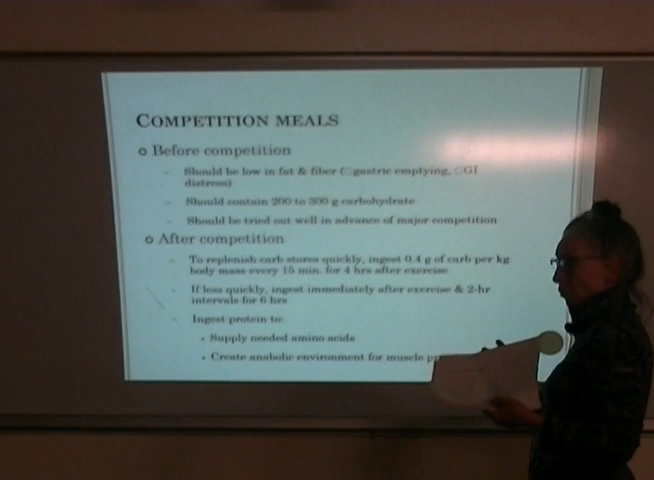 COMPETITION MEALS
Before competition
– Should be low in fat & fiber (□gastric emptying, □GI
distress)
– Should contain 200 to 300 g carbohydrate
– Should be tried out well in advance of major competition
After competition
– To replenish carb stores quickly, ingest 0.4 g of carb per kg
body mass every 15 min. for 4 hrs after exercise
– If less quickly, ingest immediately after exercise & 2-hr
intervals for 6 hrs
– Ingest protein to:
• Supply needed amino acids
• Create anabolic environment for muscle